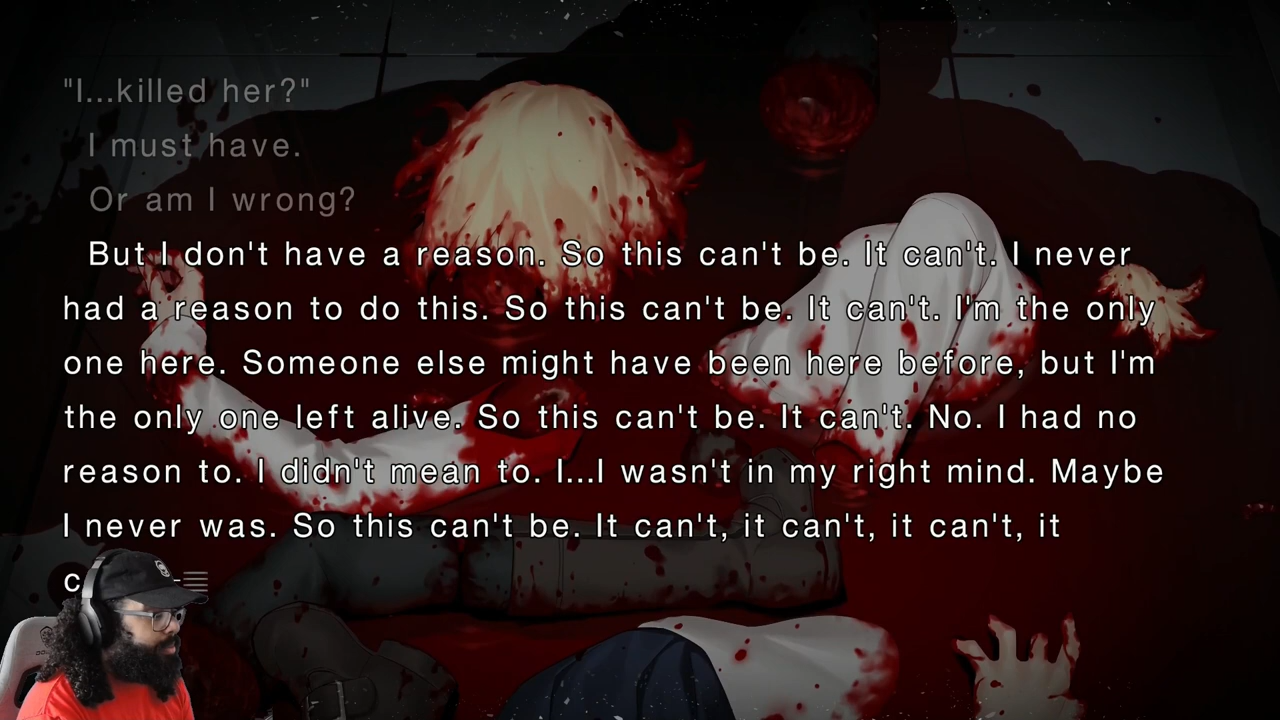 "I...killed her?"
I must have.
Or am I wrong?
But I don't have a reason. So this can't be. It can't. I never
had a reason to do this. So this can't be. It can't. I'm the only
one here. Someone else might have been here before, but I'm
the only one left alive. So this can't be. It can't. No. I had no
reason to. I didn't mean to. I...I wasn't in my right mind. Maybe
I never was. So this can't be. It can't, it can't, it can't, it